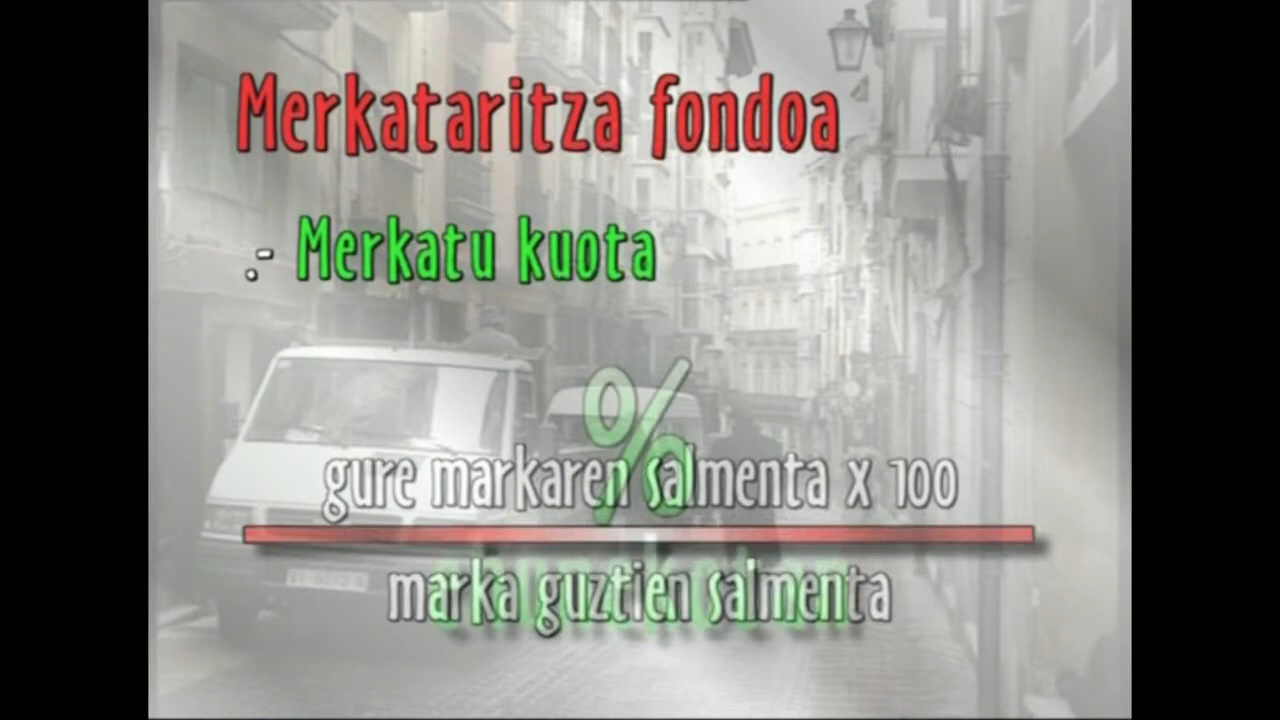 Merkataritza fondoa
.- Merkatu kuota
%
gure markaren salmenta x 100
marka guztien salmenta